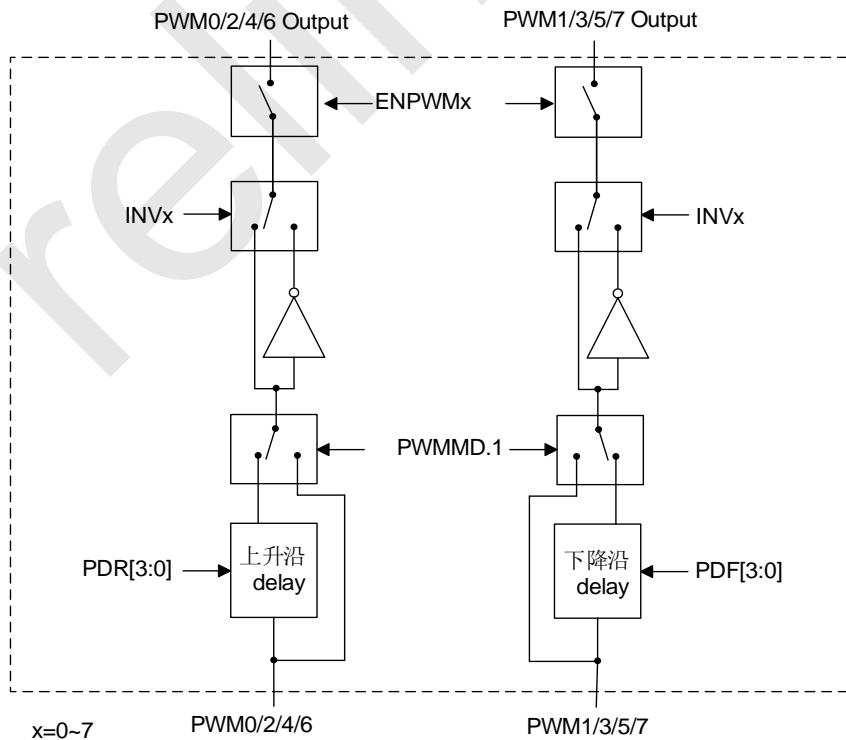 PWM0/2/4/6 Output PWM1/3/5/7 Output
ENPWMx
INVx INVx
PWMMD.1
PDR[3:0] 上升沿 下降沿 PDF[3:0]
delay delay
PWM0/2/4/6 PWM1/3/5/7
x=0~7